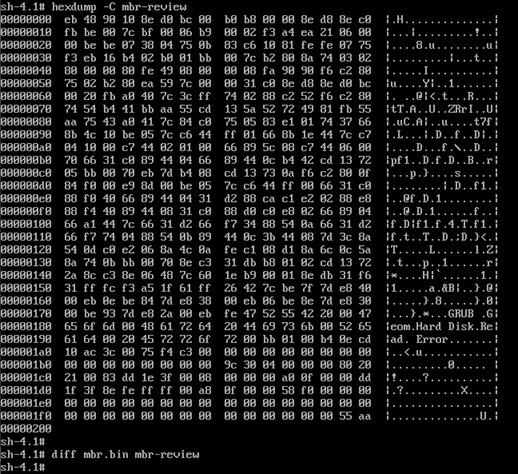 sh-4.1# hexdump -C mbr-review
00000000  eb 48 90 10 8e d0 bc 00  b0 b8 00 00 8e d8 8e c0  |.H..............|
00000010  fb be 00 7c bf 00 06 b9  00 02 f3 a4 ea 21 06 00  |...|.........!..|
00000020  00 be be 07 38 04 75 0b  83 c6 10 81 fe fe 07 75  |....8.u........u|
00000030  f3 eb 16 b4 02 b0 01 bb  00 7c b2 80 8a 74 03 02  |.........|...t..|
00000040  80 00 00 80 fe 49 08 00  00 08 fa 90 90 f6 c2 80  |.....I..........|
00000050  75 02 b2 80 ea 59 7c 00  00 31 c0 8e d8 8e d0 bc  |u....Y|..1......|
00000060  00 20 fb a0 40 7c 3c ff  74 02 88 c2 52 f6 c2 80  |. ..@|<.t...R...|
00000070  74 54 b4 41 bb aa 55 cd  13 5a 52 72 49 81 fb 55  |tT.A..U..ZRrI..U|
00000080  aa 75 43 a0 41 7c 84 c0  75 05 83 e1 01 74 37 66  |.uC.A|..u....t7f|
00000090  8b 4c 10 be 05 7c c6 44  ff 01 66 8b 1e 44 7c c7  |.L...|.D..f..D|.|
000000a0  04 10 00 c7 44 02 01 00  66 89 5c 08 c7 44 06 00  |....D...f.\..D..|
000000b0  70 66 31 c0 89 44 04 66  89 44 0c b4 42 cd 13 72  |pf1..D.f.D..B..r|
000000c0  05 bb 00 70 eb 7d b4 08  cd 13 73 0a f6 c2 80 0f  |...p.}....s.....|
000000d0  84 f0 00 e9 8d 00 be 05  7c c6 44 ff 00 66 31 c0  |........|.D..f1.|
000000e0  88 f0 40 66 89 44 04 31  d2 88 ca c1 e2 02 88 e8  |..@f.D.1........|
000000f0  88 f4 40 89 44 08 31 c0  88 d0 c0 e8 02 66 89 04  |..@.D.1......f..|
00000100  66 a1 44 7c 66 31 d2 66  f7 34 88 54 0a 66 31 d2  |f.D|f1.f.4.T.f1.|
00000110  66 f7 74 04 88 54 0b 89  44 0c 3b 44 08 7d 3c 8a  |f.t..T..D.;D.}<.|
00000120  54 0d c0 e2 06 8a 4c 0a  fe c1 08 d1 8a 6c 0c 5a  |T.....L......l.Z|
00000130  8a 74 0b bb 00 70 8e c3  31 db b8 01 02 cd 13 72  |.t...p..1......r|
00000140  2a 8c c3 8e 06 48 7c 60  1e b9 00 01 8e db 31 f6  |*....H|`......1.|
00000150  31 ff fc f3 a5 1f 61 ff  26 42 7c be 7f 7d e8 40  |1.....a.&B|..}.@|
00000160  00 eb 0e be 84 7d e8 38  00 eb 06 be 8e 7d e8 30  |.....}.8.....}.0|
00000170  00 be 93 7d e8 2a 00 eb  fe 47 52 55 42 20 00 47  |...}.*...GRUB .G|
00000180  65 6f 6d 00 48 61 72 64  20 44 69 73 6b 00 52 65  |eom.Hard Disk.Re|
00000190  61 64 00 20 45 72 72 6f  72 00 bb 01 00 b4 0e cd  |ad. Error.......|
000001a0  10 ac 3c 00 75 f4 c3 00  00 00 00 00 00 00 00 00  |..<.u...........|
000001b0  00 00 00 00 00 00 00 00  9c 30 04 00 00 00 80 20  |.........0..... |
000001c0  21 00 83 dd 1e 3f 00 08  00 00 00 a0 0f 00 00 dd  |!....?..........|
000001d0  1f 3f 8e fe ff ff 00 a8  0f 00 00 58 0f 00 00 00  |.?.........X....|
000001e0  00 00 00 00 00 00 00 00  00 00 00 00 00 00 00 00  |................|
000001f0  00 00 00 00 00 00 00 00  00 00 00 00 00 00 55 aa  |..............U.|
00000200
sh-4.1#
sh-4.1# diff mbr.bin mbr-review
sh-4.1#